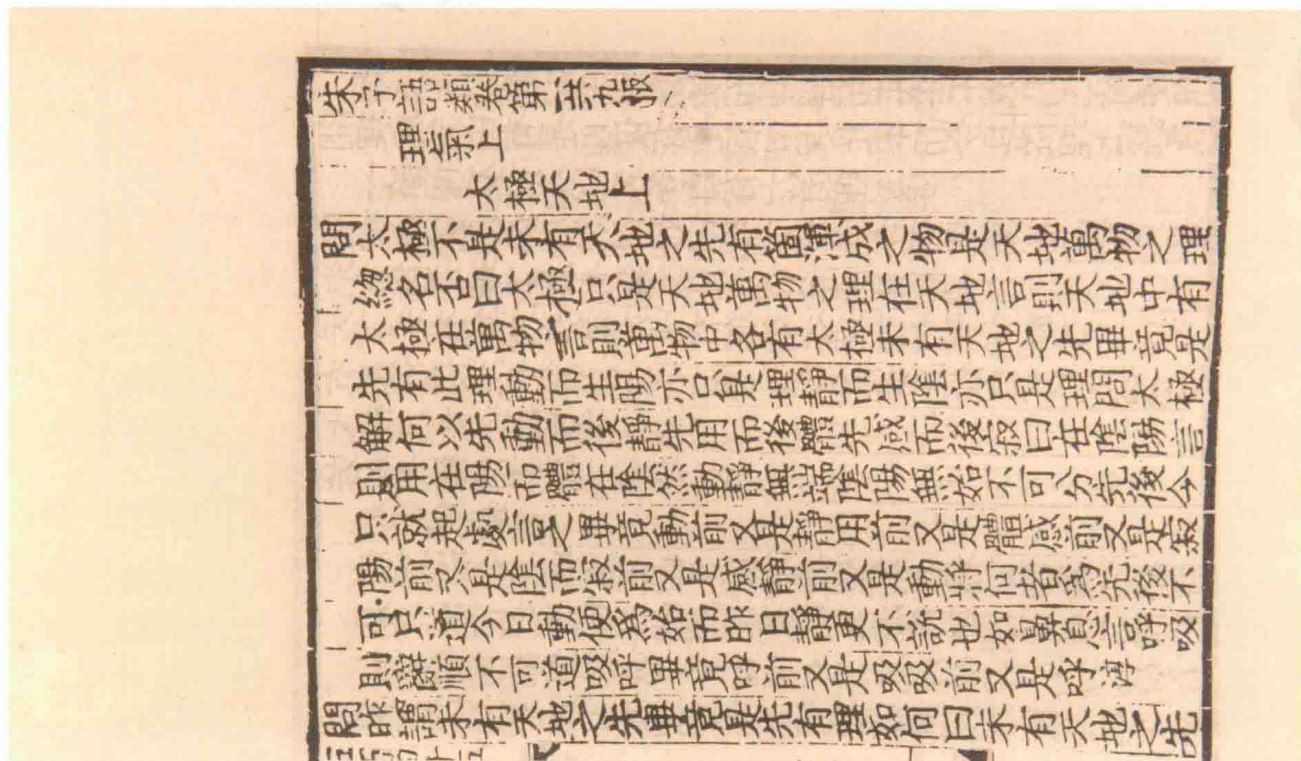 朱子語類卷第一 九板
理氣上
太極天地上
問太極不是未有天地之先有箇渾成之物是天地萬物之理
緫名否曰太極只是天地萬物之理在天地言則天地中有
太極在萬物言則萬物中各有太極未有天地之先畢竟是
先有此理動而生陽亦只是理靜而生陰亦只是理問太極
解何以先動而後靜先用而後體先感而後寂曰在陰陽言
則用在陽而體在陰然動靜無端陰陽無始不可分先後今
只就起處言之畢竟動前又是靜用前又是體感前又是寂
陽前又是陰而寂前又是感靜前又是動將何者爲先後不
可只道今日動便爲始而昨日靜更不說也如鼻息言呼吸
則辭順不可道吸呼畢竟呼前又是吸吸前又是呼淳
問昨謂未有天地之先畢竟是先有理如何曰未有天地之先